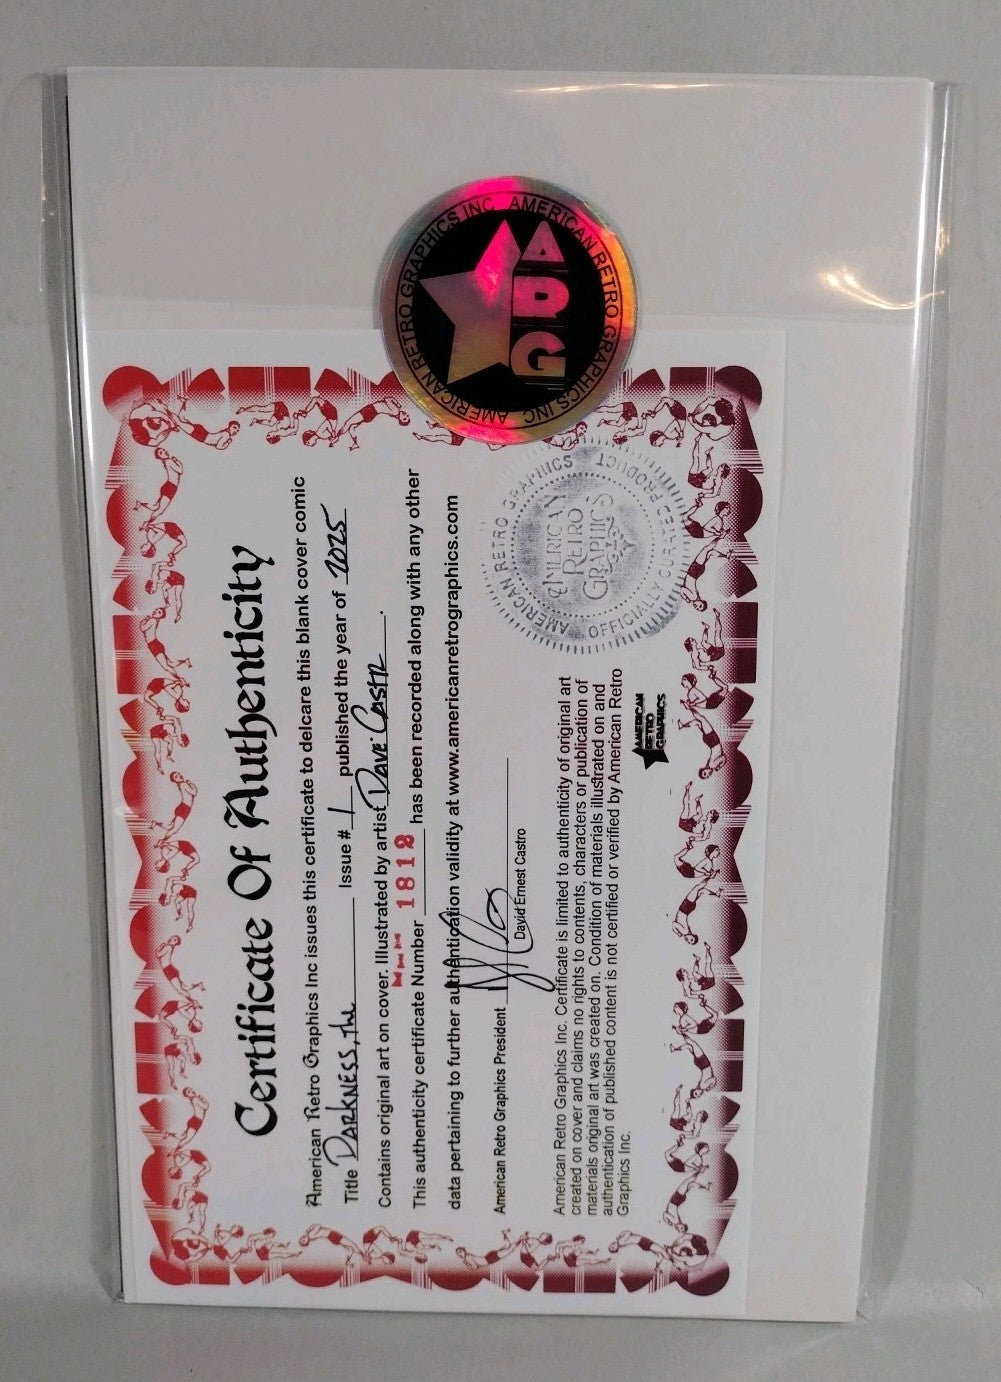 AMERICAN RETRO GRAPHICS INC AMERICAN RETRO GRAPHICS INC
ARG
Certificate Of Authenticity
American Retro Graphics Inc issues this certificate to delcare this blank cover comic
Title DARKNESS, the Issue # 1 published the year of 2025
Contains original art on cover. Illustrated by artist DAVE CASTR.
This authenticity certificate Number 1812 has been recorded along with any other
data pertaining to further authentication validity at www.americanretrographics.com
American Retro Graphics President
David Ernest Castro
AMERICAN RETRO GRAPHICS
OFFICIALLY CURATED PRODUCT
AMERICAN
RETRO
GRAPHICS
American Retro Graphics Inc. Certificate is limited to authenticity of original art
created on cover and claims no rights to contents, characters or publication of
materials original art was created on. Condition of materials illustrated on and
authentication of published content is not certified or verified by American Retro
Graphics Inc.
AMERICAN
RETRO
GRAPHICS